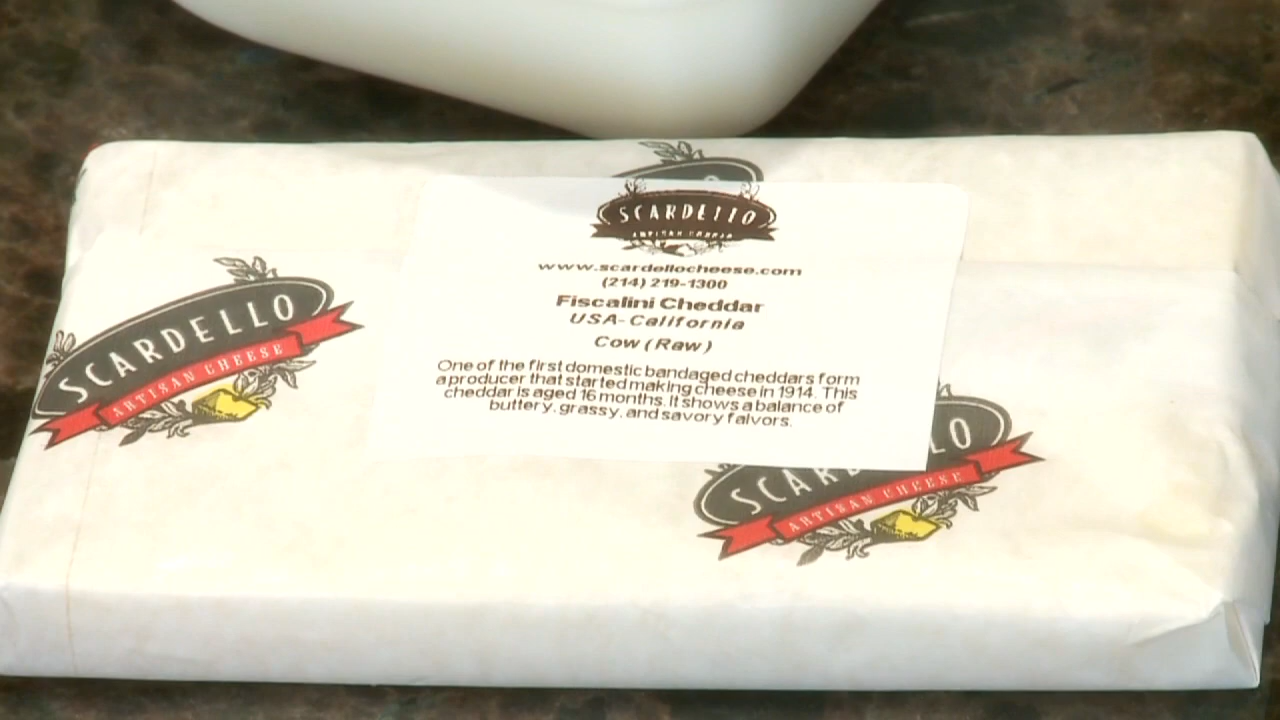 SCARDELLO
ARTISAN CHEESE
www.scardellocheese.com
(214) 219-1300
Fiscalini Cheddar
USA- California
Cow (Raw)
One of the first domestic bandaged cheddars form
a producer that started making cheese in 1914. This
cheddar is aged 16 months. It shows a balance of
buttery, grassy, and savory falvors.
SCARDELLO
ARTISAN CHEESE
SCARD LO
ARTISAN CHEESE